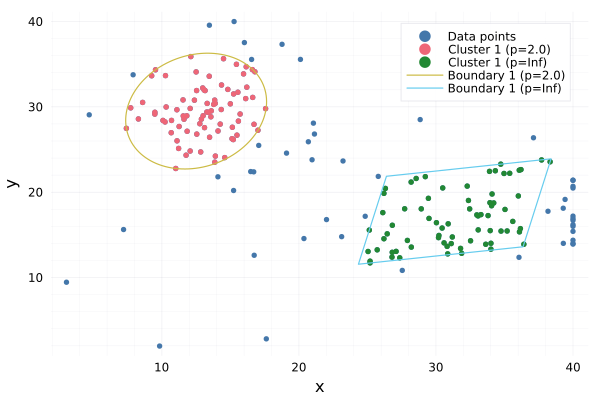 40
30
20
10
y
10
20
30
40
x
Data points
Cluster 1 (p=2.0)
Cluster 1 (p=Inf)
Boundary 1 (p=2.0)
Boundary 1 (p=Inf)